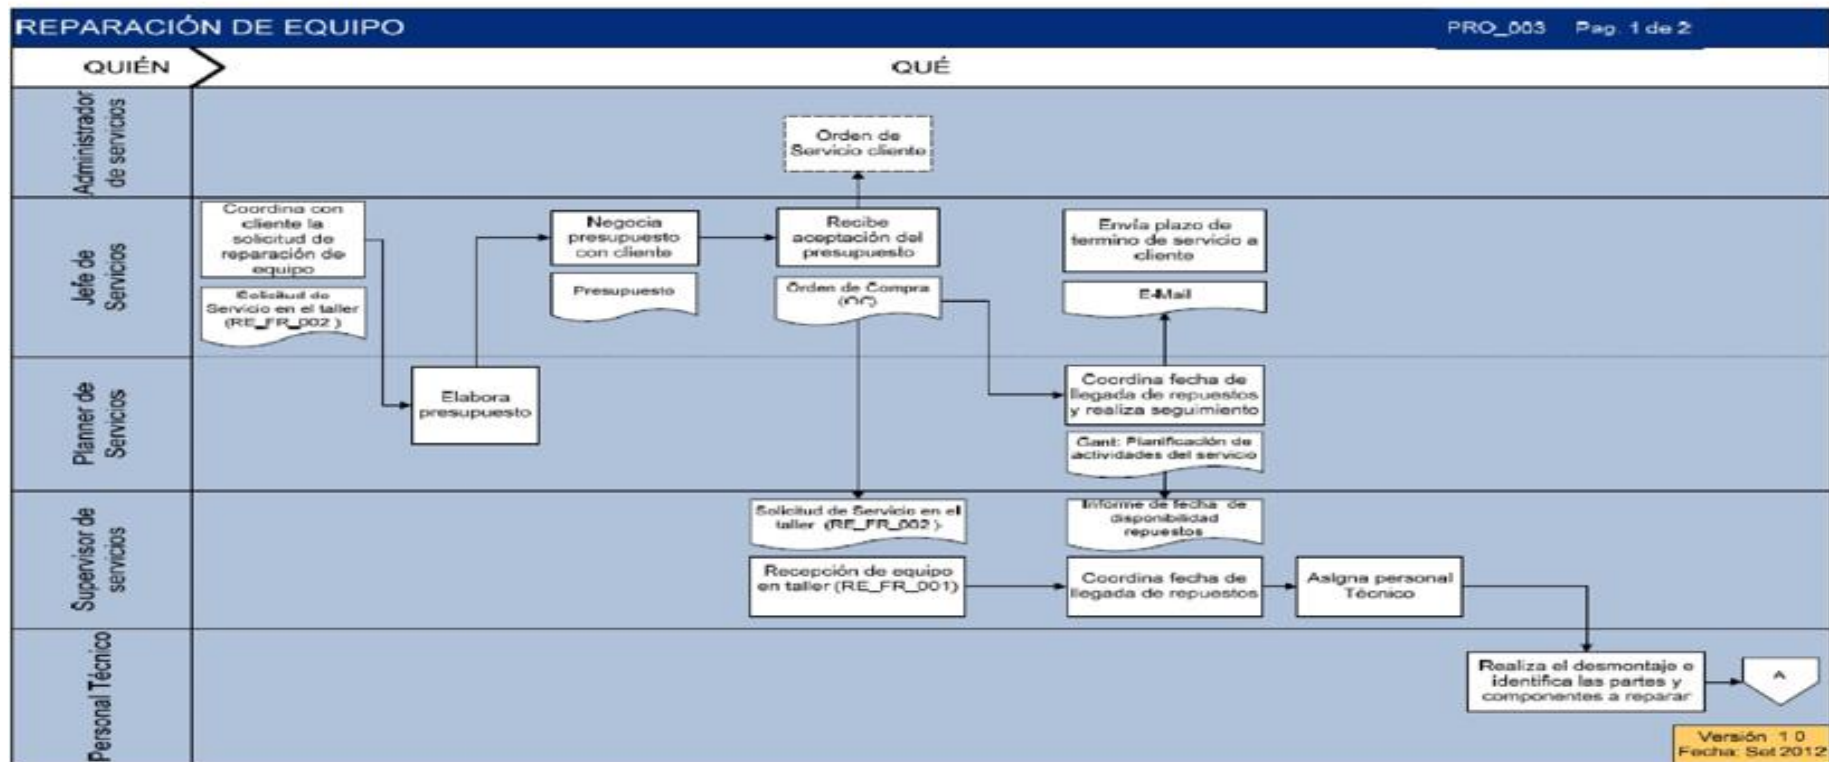 REPARACIÓN DE EQUIPO
PRO_003 Pag. 1 de 2
QUIÉN
QUÉ
Administrador
de servicios
Orden de
Servicio cliente
Jefe de
Servicios
Coordina con
cliente la
solicitud de
reparación de
equipo
Solicitud de
Servicio en el taller
(RE_FR_002 )
Negocia
presupuesto
con cliente
Presupuesto
Recibe
aceptación del
presupuesto
Orden de Compra
(OC)
Envía plazo de
termino de servicio a
cliente
E-Mail
Planner de
Servicios
Elabora
presupuesto
Coordina fecha de
llegada de repuestos
y realiza seguimiento
Gant: Planificación de
actividades del servicio
Supervisor de
servicios
Solicitud de Servicio en el
taller (RE_FR_002 )
Recepción de equipo
en taller (RE_FR_001)
Informe de fecha de
disponibilidad
repuestos
Coordina fecha de
llegada de repuestos
Asigna personal
Técnico
Personal Técnico
Realiza el desmontaje e
identifica las partes y
componentes a reparar
A
Versión 1 0
Fecha: Set 2012